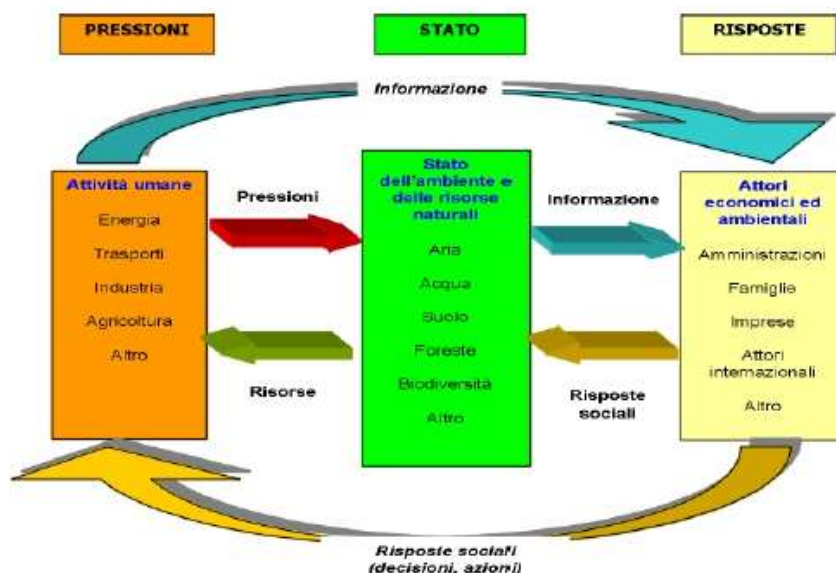 PRESSIONI
STATO
RISPOSTE
Informazione
Attività umane
Energia
Trasporti
Industria
Agricoltura
Altro
Pressioni
Risorse
Stato
dell'ambiente e
delle risorse
naturali
Aria
Acqua
Suolo
Foreste
Biodiversità
Altro
Informazione
Risposte
sociali
Attori
economici ed
ambientali
Amministrazioni
Famiglie
Imprese
Attori
internazionali
Altro
Risposte sociali
(decisioni, azioni)